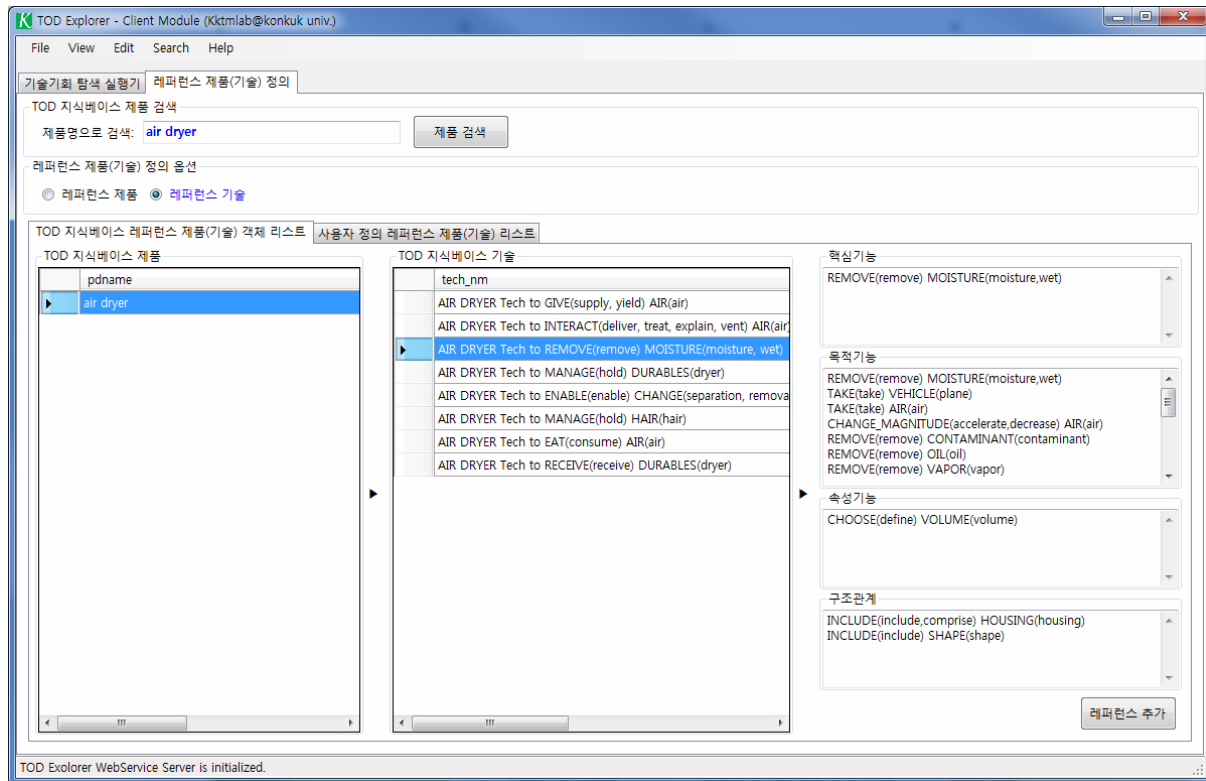 TOD Explorer - Client Module (Kktmlab@konkuk univ.)
File View Edit Search Help
기술기회 탐색 실행기 레퍼런스 제품(기술) 정의
TOD 지식베이스 제품 검색
제품명으로 검색: air dryer 제품 검색
레퍼런스 제품(기술) 정의 옵션
레퍼런스 제품 레퍼런스 기술
TOD 지식베이스 레퍼런스 제품(기술) 객체 리스트 사용자 정의 레퍼런스 제품(기술) 리스트
TOD 지식베이스 제품
pdname
air dryer
TOD 지식베이스 기술
tech_nm
AIR DRYER Tech to GIVE(supply, yield) AIR(air)
AIR DRYER Tech to INTERACT(deliver, treat, explain, vent) AIR(air)
AIR DRYER Tech to REMOVE(remove) MOISTURE(moisture, wet)
AIR DRYER Tech to MANAGE(hold) DURABLES(dryer)
AIR DRYER Tech to ENABLE(enable) CHANGE(separation, remova
AIR DRYER Tech to MANAGE(hold) HAIR(hair)
AIR DRYER Tech to EAT(consume) AIR(air)
AIR DRYER Tech to RECEIVE(receive) DURABLES(dryer)
핵심기능
REMOVE(remove) MOISTURE(moisture,wet)
목적기능
REMOVE(remove) MOISTURE(moisture,wet)
TAKE(take) VEHICLE(plane)
TAKE(take) AIR(air)
CHANGE_MAGNITUDE(accelerate,decrease) AIR(air)
REMOVE(remove) CONTAMINANT(contaminant)
REMOVE(remove) OIL(oil)
REMOVE(remove) VAPOR(vapor)
속성기능
CHOOSE(define) VOLUME(volume)
구조관계
INCLUDE(include,comprise) HOUSING(housing)
INCLUDE(include) SHAPE(shape)
레퍼런스 추가
TOD Exolorer WebService Server is initialized.